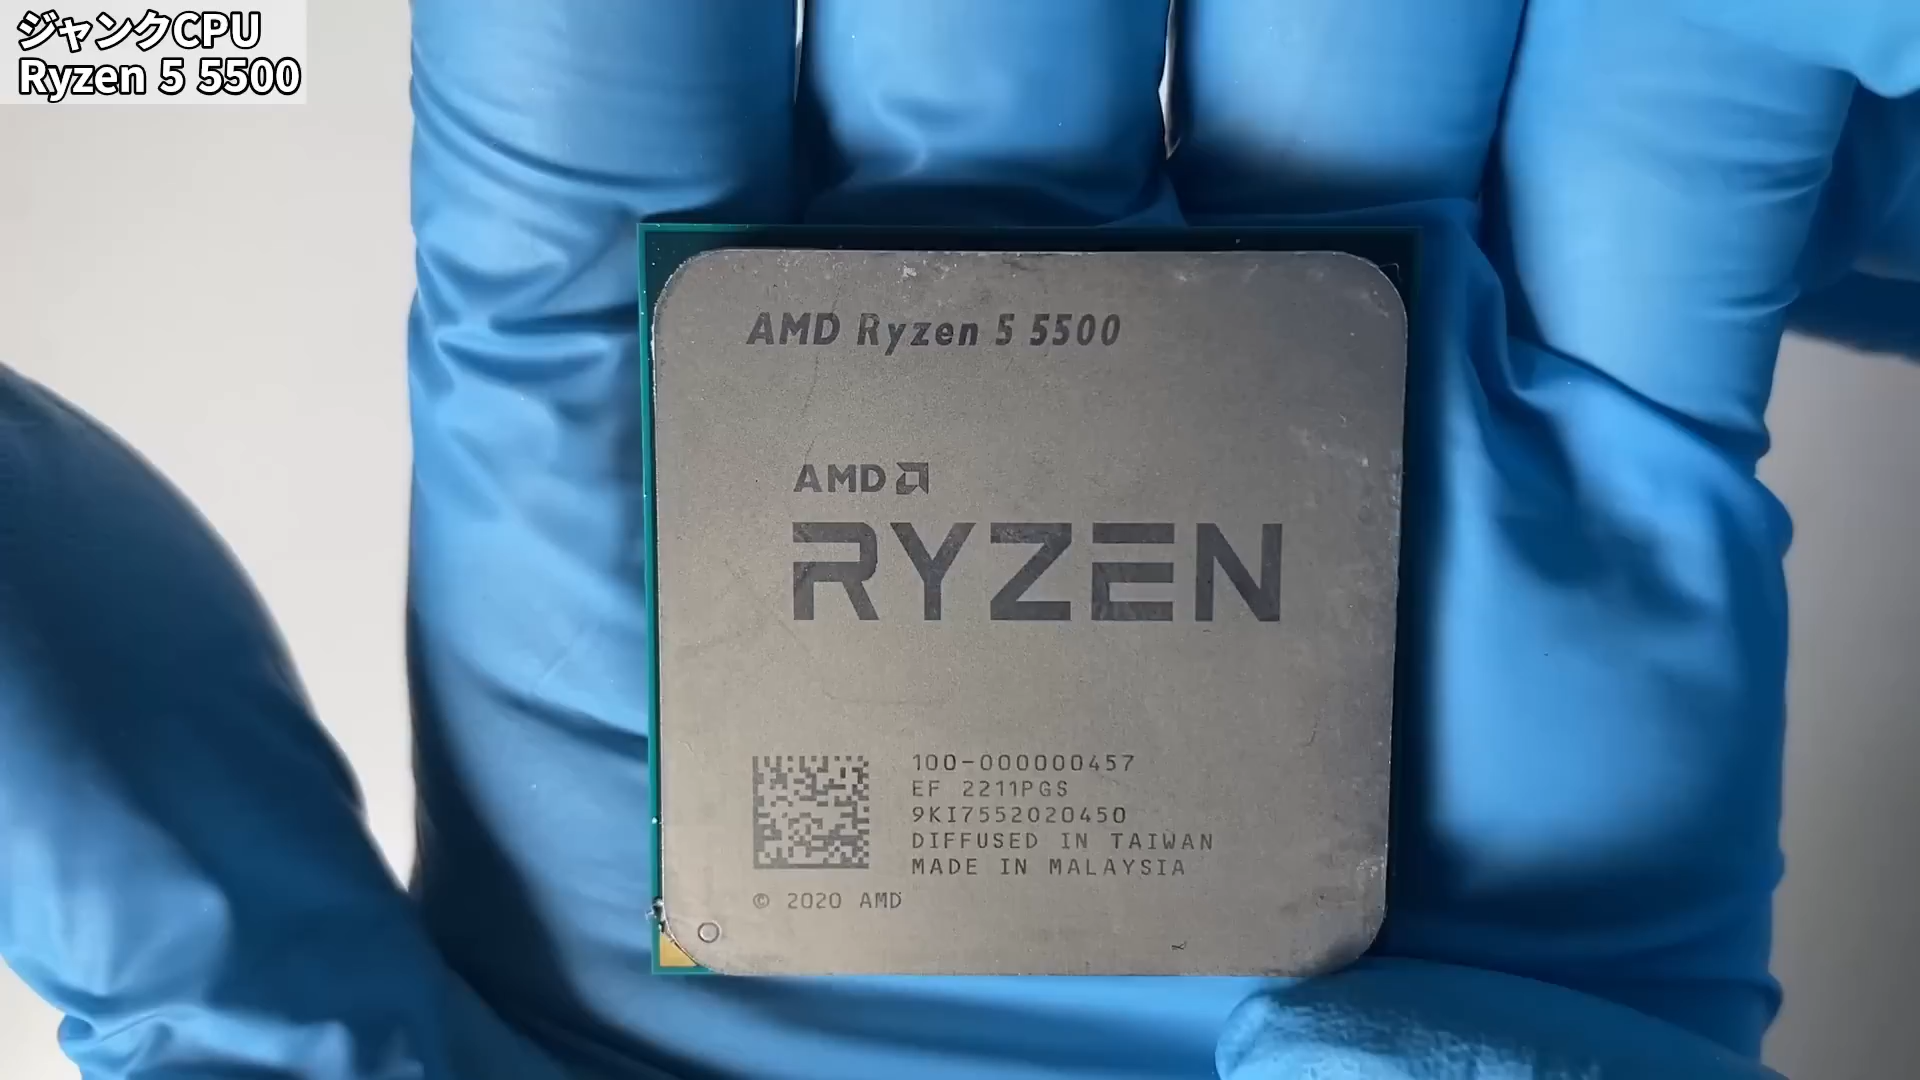 ジャンクCPU
Ryzen 5 5500
AMD Ryzen 5 5500
AMD
RYZEN
100-000000457
EF 2211PGS
9KI7552020450
DIFFUSED IN TAIWAN
MADE IN MALAYSIA
© 2020 AMD